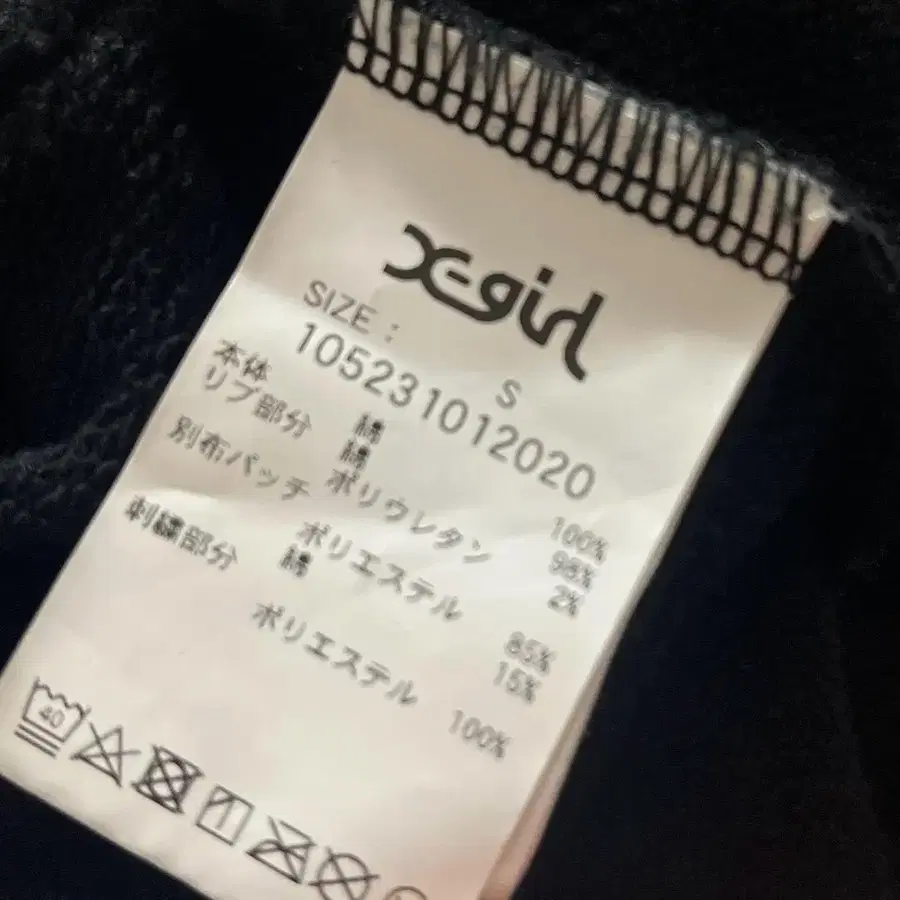 X-girl
SIZE : S
105231012020
本体 綿 100%
リブ部分 綿 98%
ポリウレタン 2%
別布パッチ ポリエステル 85%
綿 15%
刺繍部分 ポリエステル 100%
40